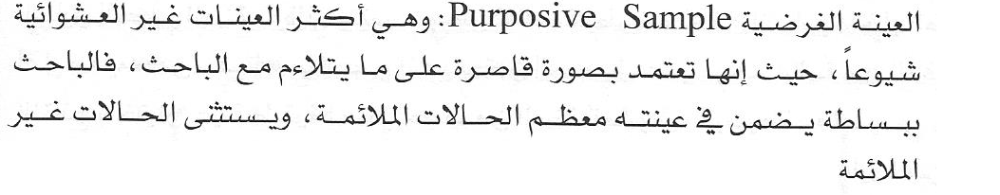 العينة الغرضية Purposive Sample: وهي أكثر العينات غير العشوائية
شيوعاً، حيث إنها تعتمد بصورة قاصرة على ما يتلاءم مع الباحث، فالباحث
ببساطة يضمن في عينته معظم الحالات الملائمة، ويستثنى الحالات غير
الملائمة